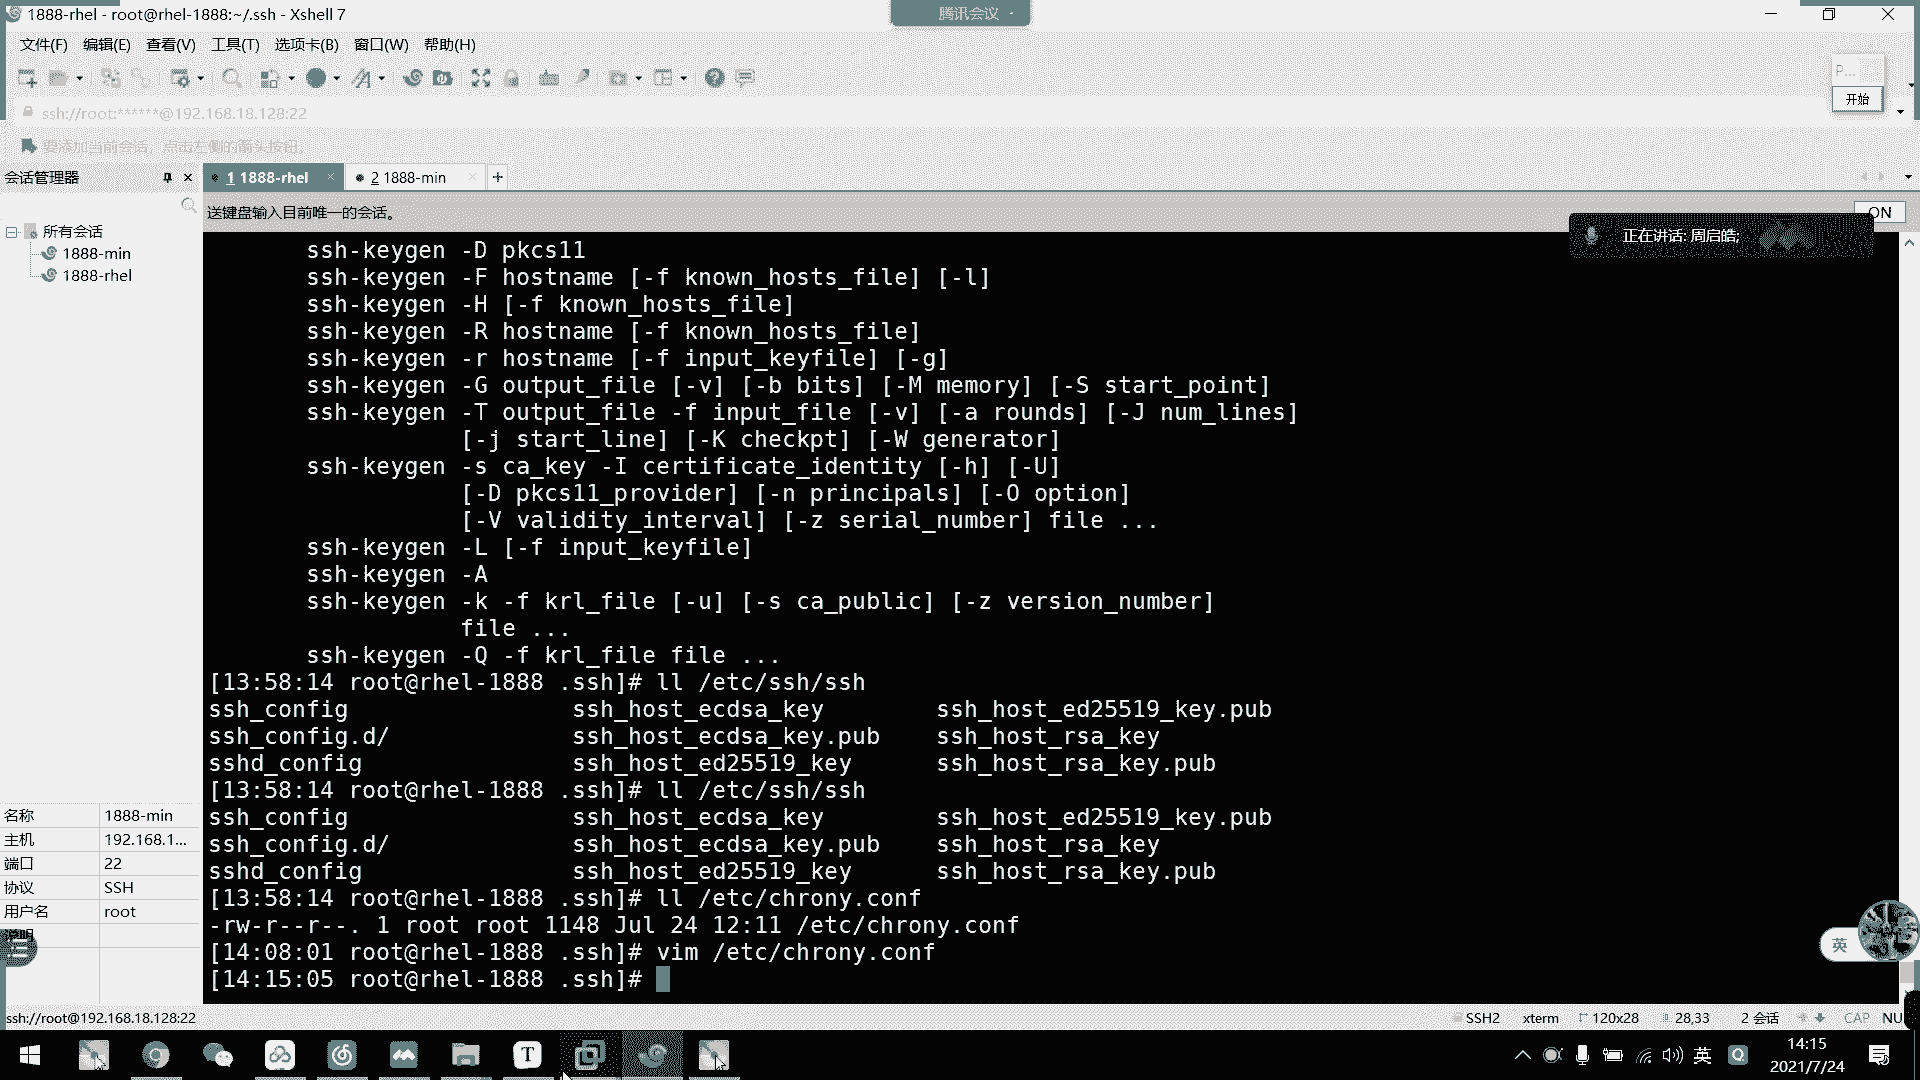 1888-rhel - root@rhel-1888:~/.ssh - Xshell 7
腾讯会议
文件(F) 编辑(E) 查看(V) 工具(T) 选项卡(B) 窗口(W) 帮助(H)
P...
开始
ssh://root:******@192.168.18.128:22
要添加当前会话，点击左侧的箭头按钮。
会话管理器
1 1888-rhel
2 1888-min
送键盘输入目前唯一的会话。
ON
正在讲话: 周启皓;
所有会话
1888-min
1888-rhel
ssh-keygen -D pkcs11
ssh-keygen -F hostname [-f known_hosts_file] [-l]
ssh-keygen -H [-f known_hosts_file]
ssh-keygen -R hostname [-f known_hosts_file]
ssh-keygen -r hostname [-f input_keyfile] [-g]
ssh-keygen -G output_file [-v] [-b bits] [-M memory] [-S start_point]
ssh-keygen -T output_file -f input_file [-v] [-a rounds] [-J num_lines]
[-j start_line] [-K checkpt] [-W generator]
ssh-keygen -s ca_key -I certificate_identity [-h] [-U]
[-D pkcs11_provider] [-n principals] [-O option]
[-V validity_interval] [-z serial_number] file ...
ssh-keygen -L [-f input_keyfile]
ssh-keygen -A
ssh-keygen -k -f krl_file [-u] [-s ca_public] [-z version_number]
file ...
ssh-keygen -Q -f krl_file file ...
[13:58:14 root@rhel-1888 .ssh]# ll /etc/ssh/ssh
ssh_config ssh_host_ecdsa_key ssh_host_ed25519_key.pub
ssh_config.d/ ssh_host_ecdsa_key.pub ssh_host_rsa_key
sshd_config ssh_host_ed25519_key ssh_host_rsa_key.pub
[13:58:14 root@rhel-1888 .ssh]# ll /etc/ssh/ssh
ssh_config ssh_host_ecdsa_key ssh_host_ed25519_key.pub
ssh_config.d/ ssh_host_ecdsa_key.pub ssh_host_rsa_key
sshd_config ssh_host_ed25519_key ssh_host_rsa_key.pub
[13:58:14 root@rhel-1888 .ssh]# ll /etc/chrony.conf
-rw-r--r--. 1 root root 1148 Jul 24 12:11 /etc/chrony.conf
[14:08:01 root@rhel-1888 .ssh]# vim /etc/chrony.conf
[14:15:05 root@rhel-1888 .ssh]#
名称 1888-min
主机 192.168.1...
端口 22
协议 SSH
用户名 root
说明
英
ssh://root@192.168.18.128:22
SSH2 xterm 120x28 28,33 2 会话 CAP NU
T
英
14:15
2021/7/24